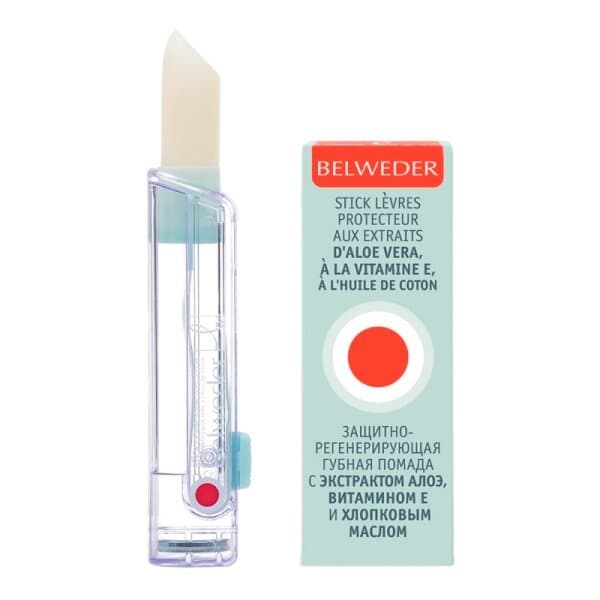 Belweder
BELWEDER
STICK LÈVRES
PROTECTEUR
AUX EXTRAITS
D'ALOE VERA,
À LA VITAMINE E,
À L'HUILE DE COTON
ЗАЩИТНО-
РЕГЕНЕРИРУЮЩАЯ
ГУБНАЯ ПОМАДА
С ЭКСТРАКТОМ АЛОЭ,
ВИТАМИНОМ Е
И ХЛОПКОВЫМ
МАСЛОМ